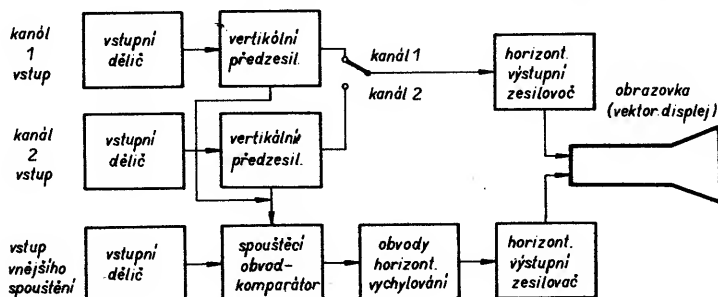 kanál
1
vstup
vstupní
dělič
vertikální
předzesil.
kanál 1
kanál 2
horizont.
výstupní
zesilovoč
obrazovka
(vektor. displej)
kanál
2
vstup
vstupní
dělič
vertikální
předzesil.
vstup
vnějšího
spouštění
vstupní
dělič
spouštěcí
obvod-
komparátor
obvody
horizont.
vychylování
horizont.
výstupní
zesilovač